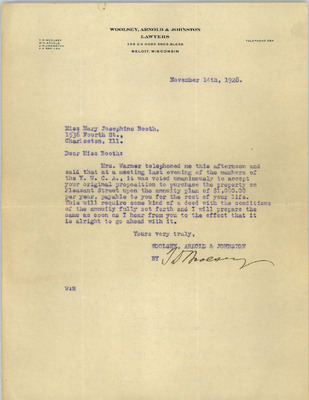 WOOLSEY, ARNOLD & JOHNSTON
LAWYERS
BELOIT, WISCONSIN
TELEPHONE
November 14th, 1926.
Miss Mary Josephine Booth,
1536 Fourth St.,
Charleston, Ill.
Dear Miss Booth:
Mrs. Warner telephoned me this afternoon and
said that at a meeting last evening of the members of
the Y. W. C. A., it was voted unanimously to accept
your original proposition to purchase the property on
Pleasant Street upon the annuity plan of $1,000.00
per year, payable to you for the rest of your life.
This will require some kind of a deed with the conditions
of the annuity fully set forth and I will prepare the
same as soon as I hear from you to the effect that it
is alright to go ahead with it.
Yours very truly,
WOOLSEY, ARNOLD & JOHNSTON
BY Woolsey
W:R